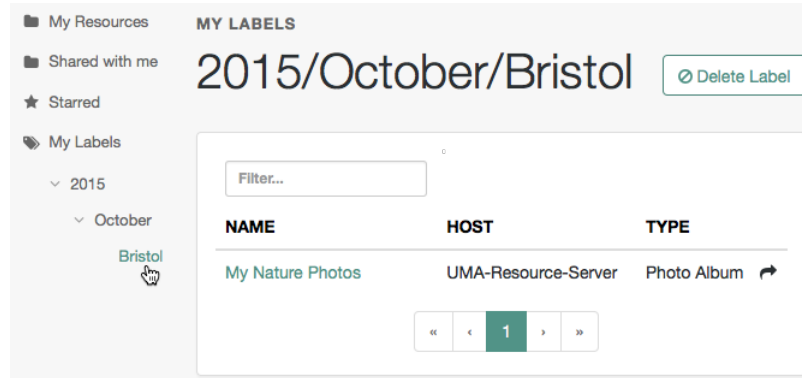 My Resources
Shared with me
Starred
My Labels
2015
October
Bristol
MY LABELS
2015/October/Bristol
Delete Label
Filter...
NAME HOST TYPE
My Nature Photos UMA-Resource-Server Photo Album
« ‹ 1 › »